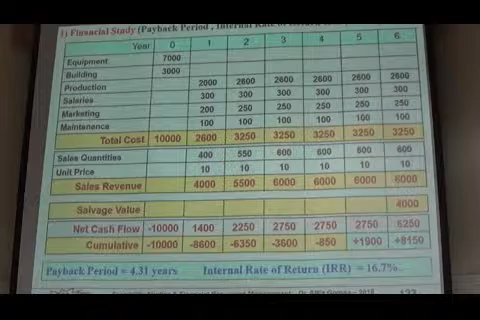 1) Financial Study (Payback Period , Internal Rate of Return
Year 0 1 2 3 4 5 6
Equipment 7000
Building 3000
Production 2000 2600 2600 2600 2600 2600
Salaries 300 300 300 300 300 300
Marketing 200 250 250 250 250 250
Maintenance 100 100 100 100 100 100
Total Cost 10000 2600 3250 3250 3250 3250 3250
Sales Quantities 400 550 600 600 600 600
Unit Price 10 10 10 10 10 10
Sales Revenue 4000 5500 6000 6000 6000 6000
Salvage Value 4000
Net Cash Flow -10000 1400 2250 2750 2750 2750 6250
Cumulative -10000 -8600 -6350 -3600 -850 +1900 +8150
Payback Period = 4.31 years Internal Rate of Return (IRR) = 16.7%